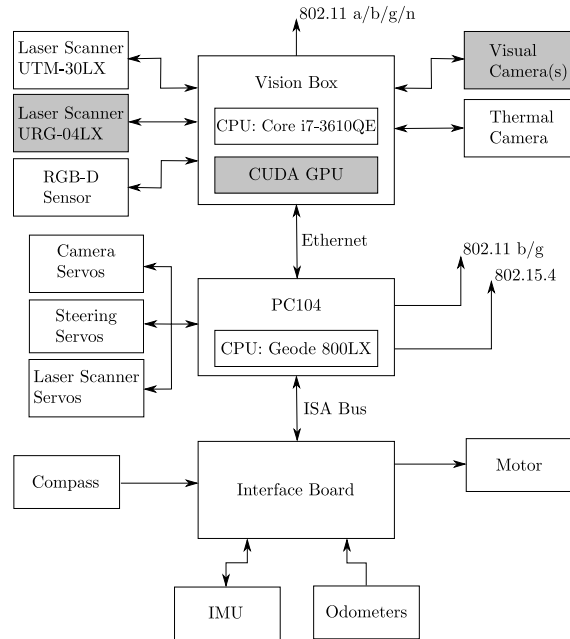 802.11 a/b/g/n
Laser Scanner
UTM-30LX
Vision Box
Visual
Camera(s)
Laser Scanner
URG-04LX
CPU: Core i7-3610QE
Thermal
Camera
RGB-D
Sensor
CUDA GPU
Ethernet
Camera
Servos
802.11 b/g
802.15.4
Steering
Servos
PC104
CPU: Geode 800LX
Laser Scanner
Servos
ISA Bus
Compass
Interface Board
Motor
IMU
Odometers